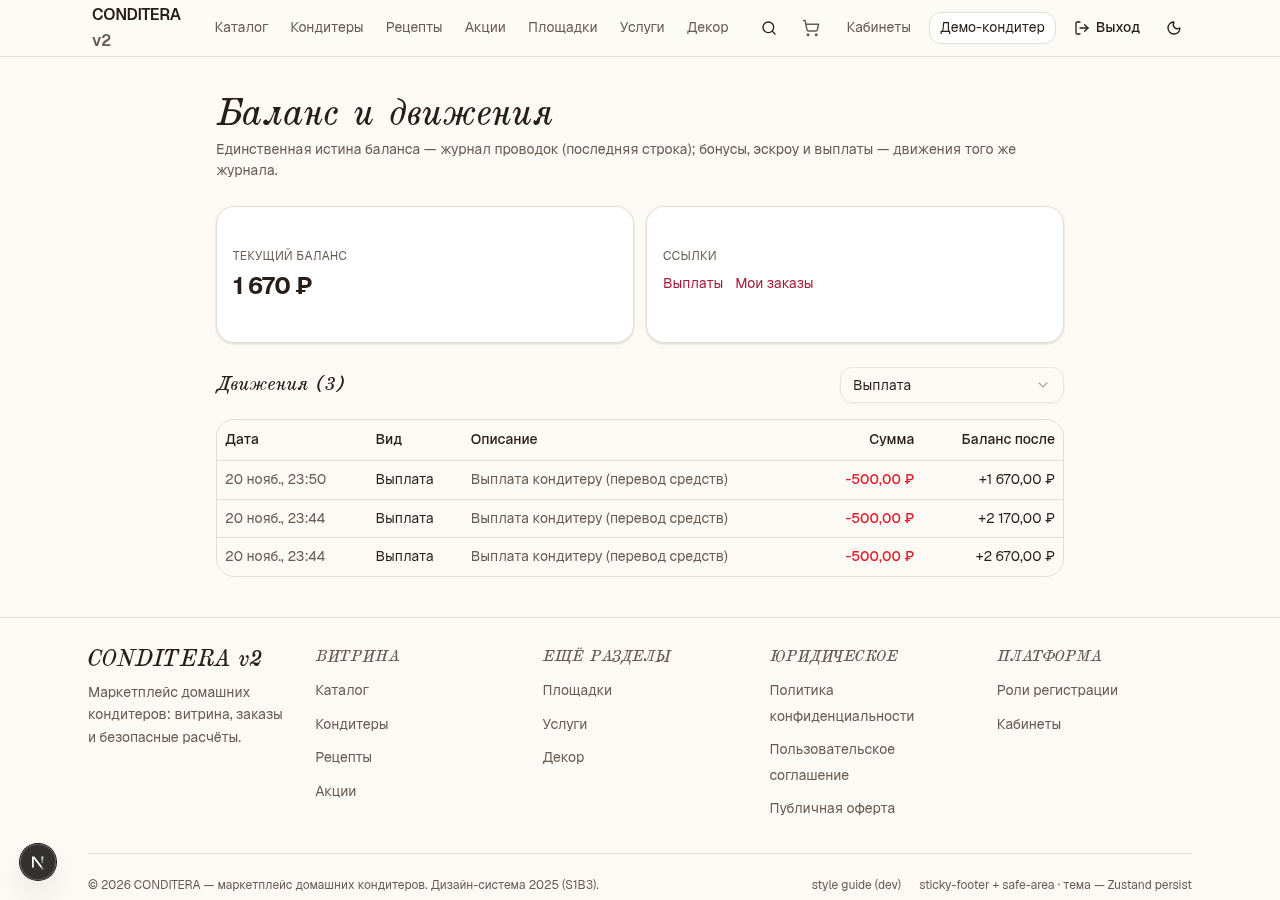 CONDITERA v2
Каталог Кондитеры Рецепты Акции Площадки Услуги Декор Кабинеты Демо-кондитер Выход
Баланс и движения
Единственная истина баланса — журнал проводок (последняя строка); бонусы, эскроу и выплаты — движения того же
журнала.
ТЕКУЩИЙ БАЛАНС
1 670 ₽
ССЫЛКИ
Выплаты Мои заказы
Движения (3)
Выплата
Дата Вид Описание Сумма Баланс после
20 нояб., 23:50 Выплата Выплата кондитеру (перевод средств) -500,00 ₽ +1 670,00 ₽
20 нояб., 23:44 Выплата Выплата кондитеру (перевод средств) -500,00 ₽ +2 170,00 ₽
20 нояб., 23:44 Выплата Выплата кондитеру (перевод средств) -500,00 ₽ +2 670,00 ₽
CONDITERA v2
Маркетплейс домашних
кондитеров: витрина, заказы
и безопасные расчёты.
ВИТРИНА
Каталог
Кондитеры
Рецепты
Акции
ЕЩЁ РАЗДЕЛЫ
Площадки
Услуги
Декор
ЮРИДИЧЕСКОЕ
Политика
конфиденциальности
Пользовательское
соглашение
Публичная оферта
ПЛАТФОРМА
Роли регистрации
Кабинеты
N
© 2026 CONDITERA — маркетплейс домашних кондитеров. Дизайн-система 2025 (S1B3).
style guide (dev) sticky-footer + safe-area · тема — Zustand persist